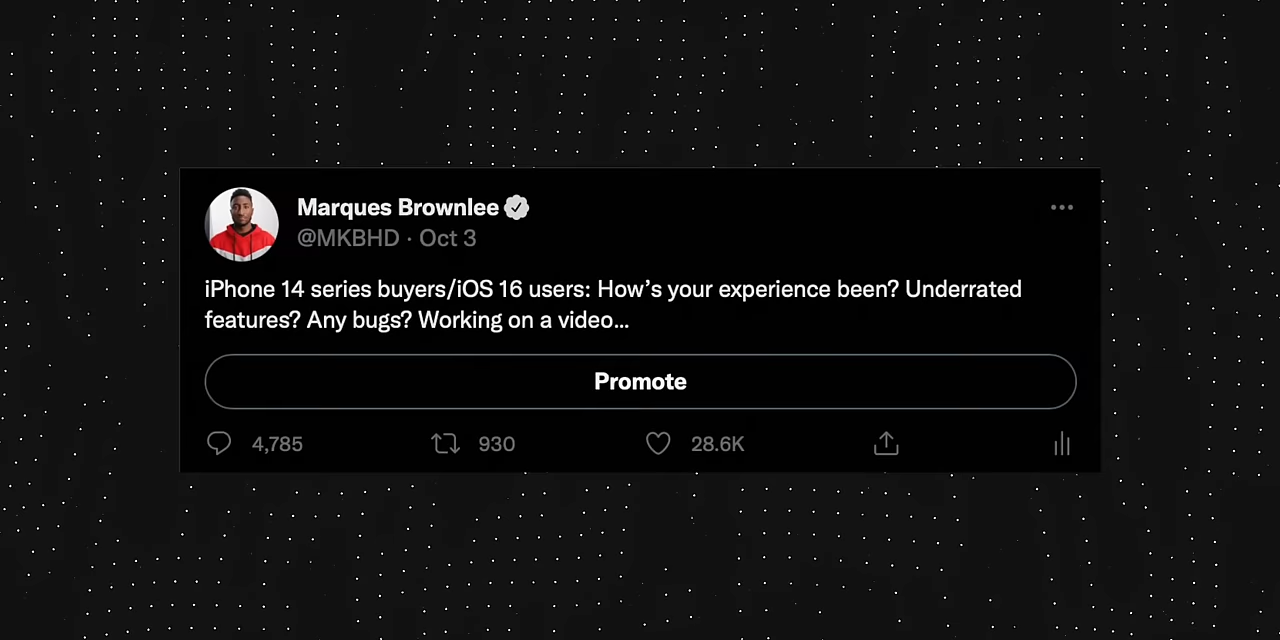 Marques Brownlee
@MKBHD · Oct 3
iPhone 14 series buyers/iOS 16 users: How’s your experience been? Underrated
features? Any bugs? Working on a video...
Promote
4,785 930 28.6K